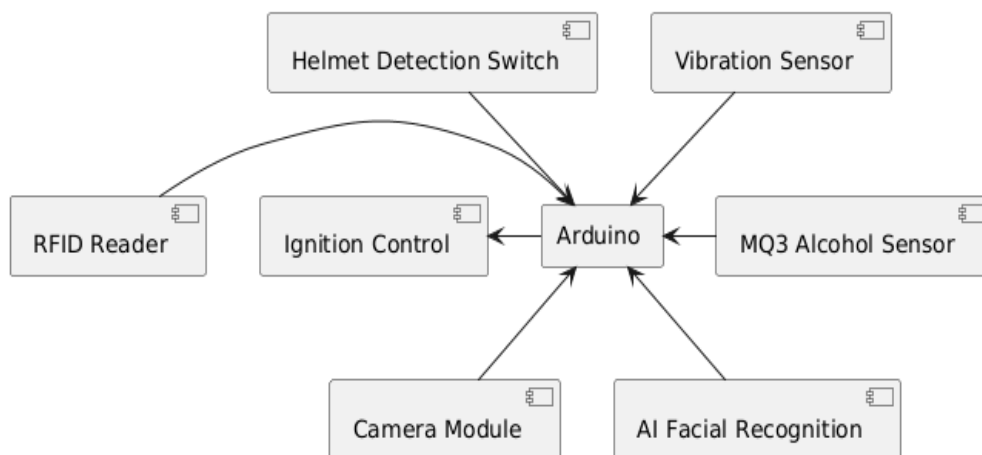 Helmet Detection Switch
Vibration Sensor
RFID Reader
Ignition Control
Arduino
MQ3 Alcohol Sensor
Camera Module
AI Facial Recognition